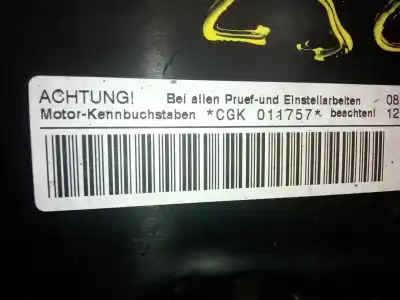 ACHTUNG! Bei allen Pruef-und Einstellarbeiten 08.
Motor-Kennbuchstaben *CGK 011757* beachten! 12